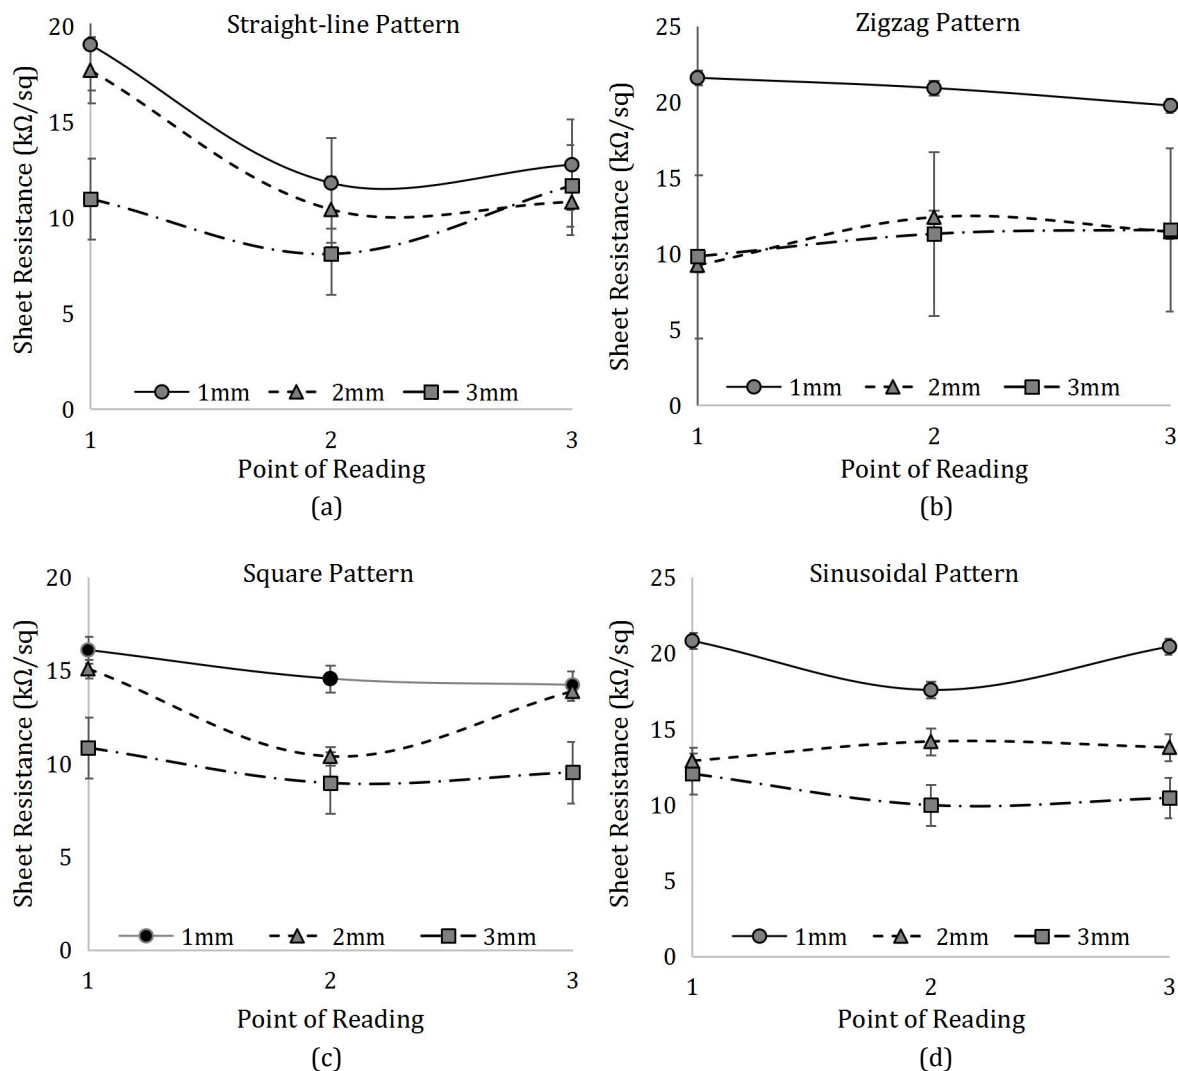 Straight-line Pattern
Sheet Resistance (kΩ/sq)
20
15
10
5
0
1mm 2mm 3mm
1 2 3
Point of Reading
(a)
Zigzag Pattern
Sheet Resistance (kΩ/sq)
25
20
15
10
5
0
1mm 2mm 3mm
1 2 3
Point of Reading
(b)
Square Pattern
Sheet Resistance (kΩ/sq)
20
15
10
5
0
1mm 2mm 3mm
1 2 3
Point of Reading
(c)
Sinusoidal Pattern
Sheet Resistance (kΩ/sq)
25
20
15
10
5
0
1mm 2mm 3mm
1 2 3
Point of Reading
(d)